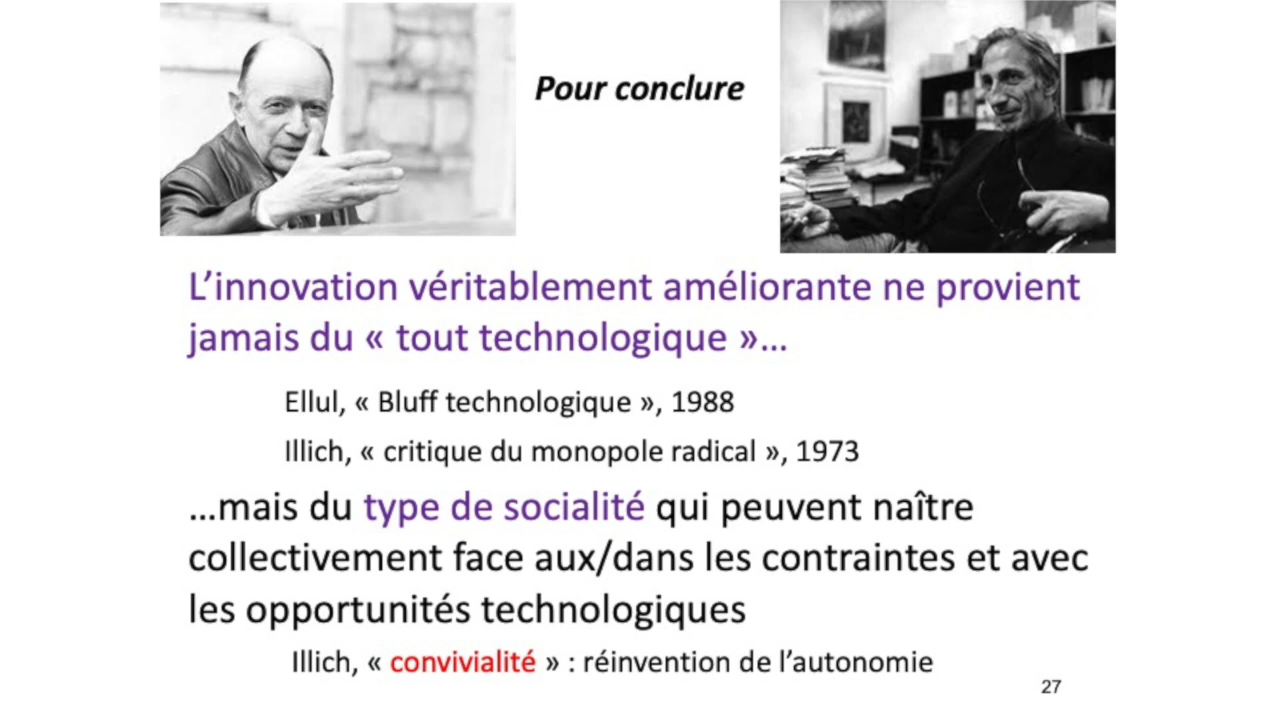 Pour conclure
L’innovation véritablement améliorante ne provient
jamais du « tout technologique »…
Ellul, « Bluff technologique », 1988
Illich, « critique du monopole radical », 1973
…mais du type de socialité qui peuvent naître
collectivement face aux/dans les contraintes et avec
les opportunités technologiques
Illich, « convivialité » : réinvention de l’autonomie
27